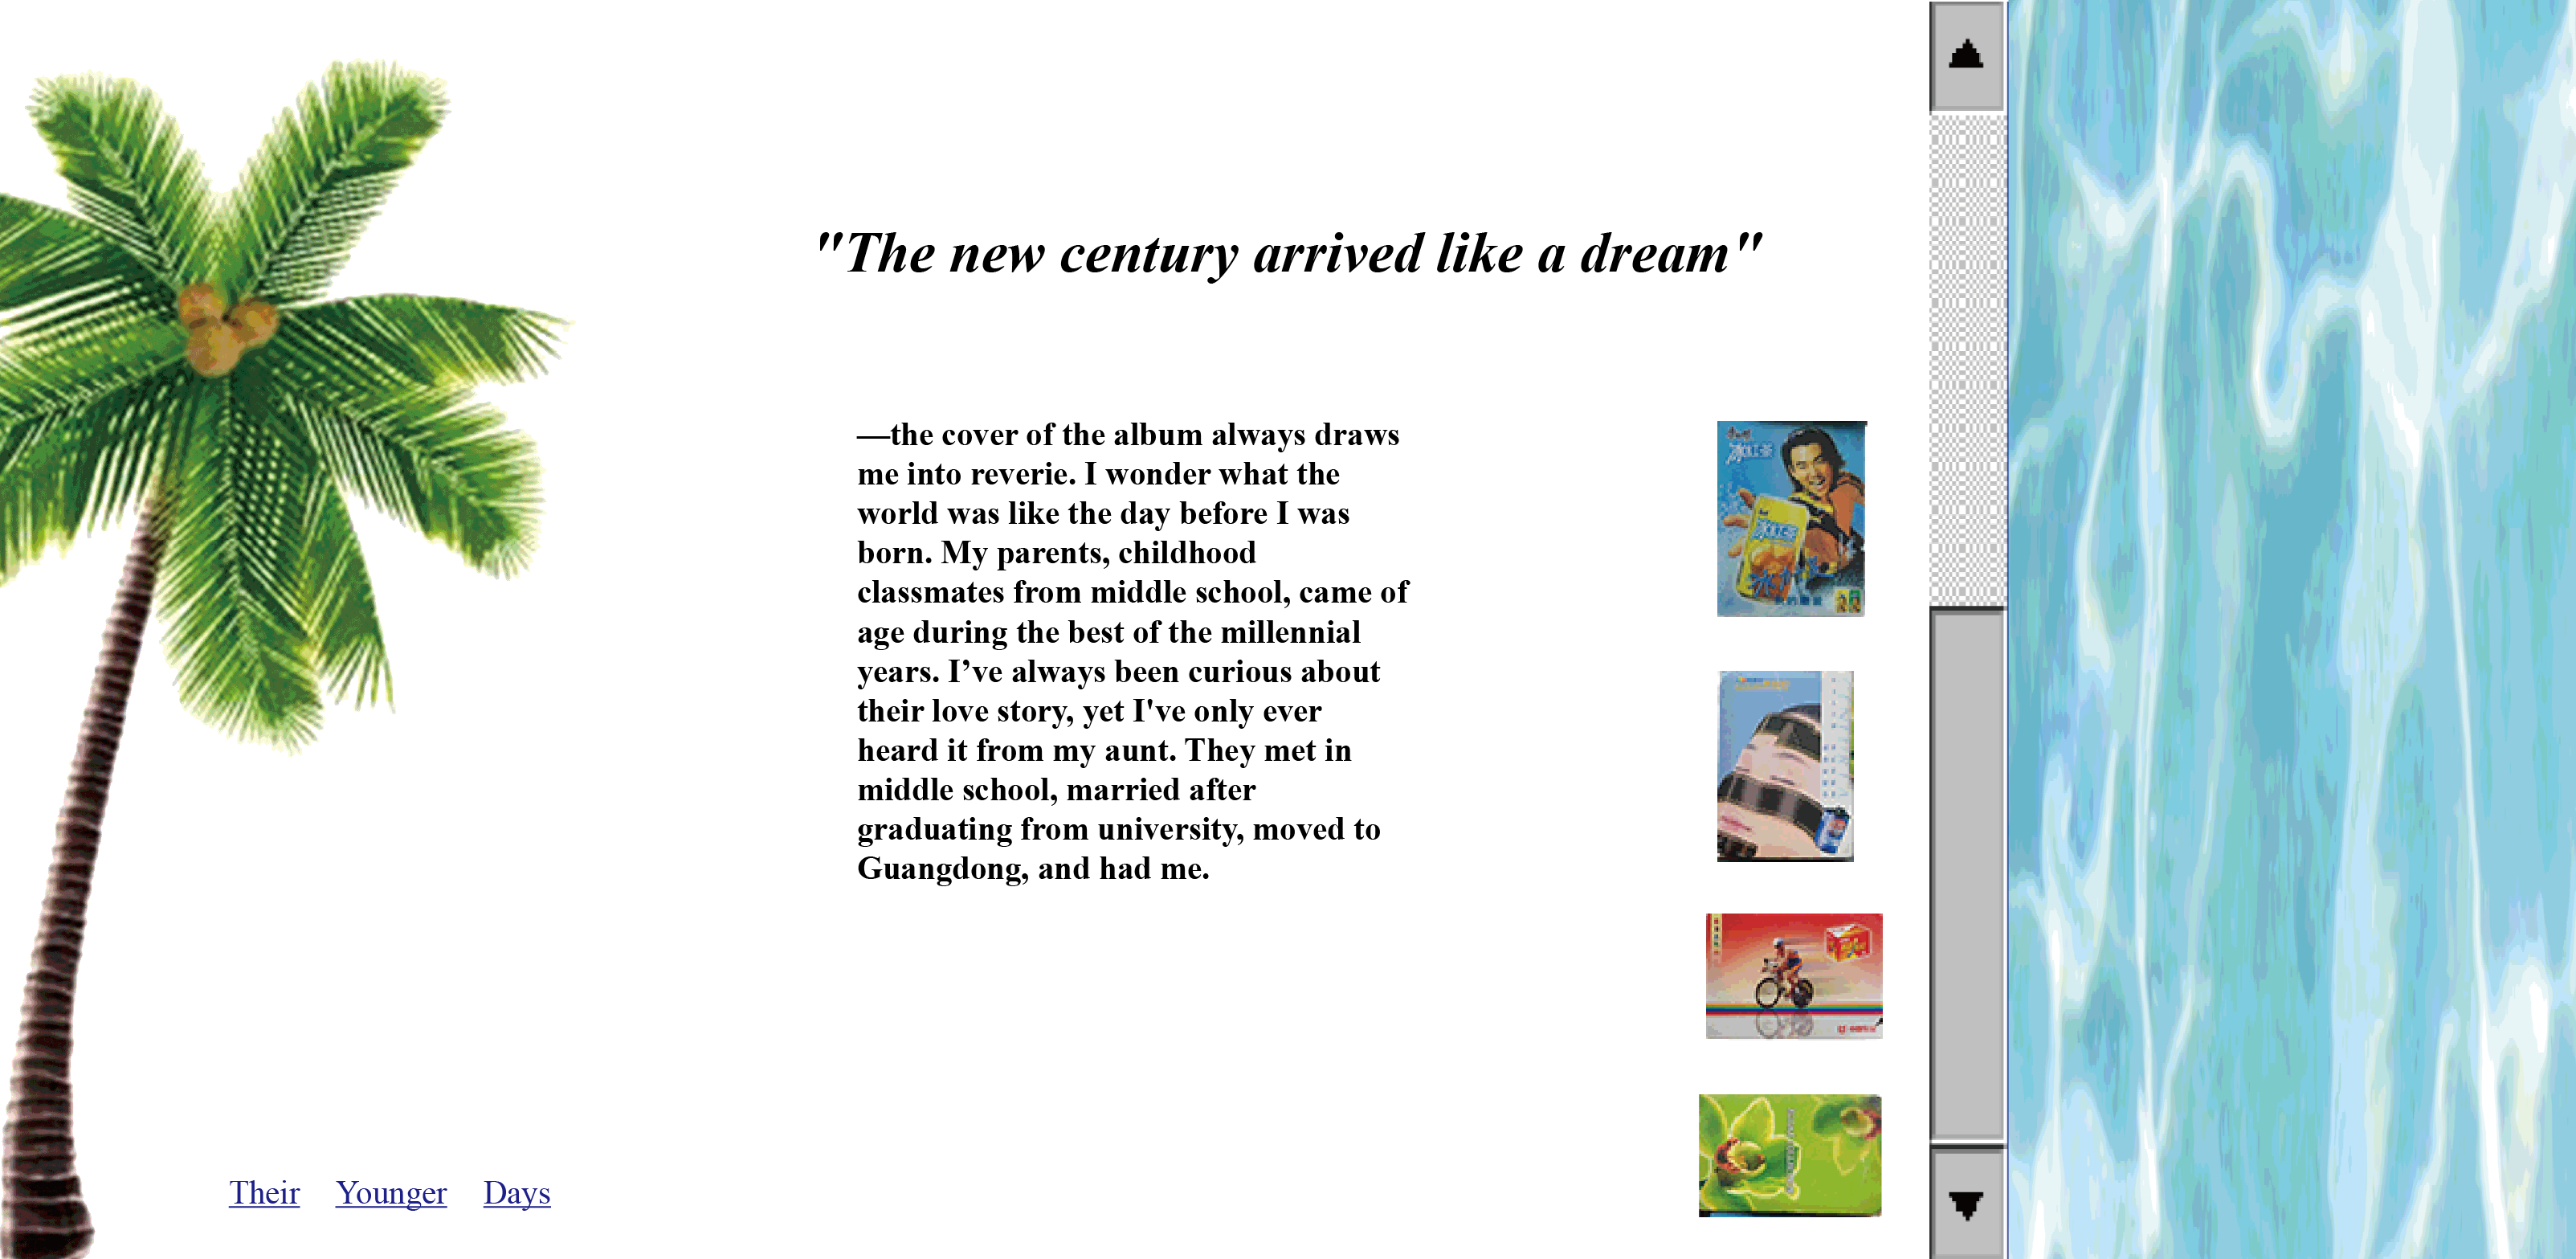 "The new century arrived like a dream"
—the cover of the album always draws
me into reverie. I wonder what the
world was like the day before I was
born. My parents, childhood
classmates from middle school, came of
age during the best of the millennial
years. I’ve always been curious about
their love story, yet I've only ever
heard it from my aunt. They met in
middle school, married after
graduating from university, moved to
Guangdong, and had me.
Their Younger Days